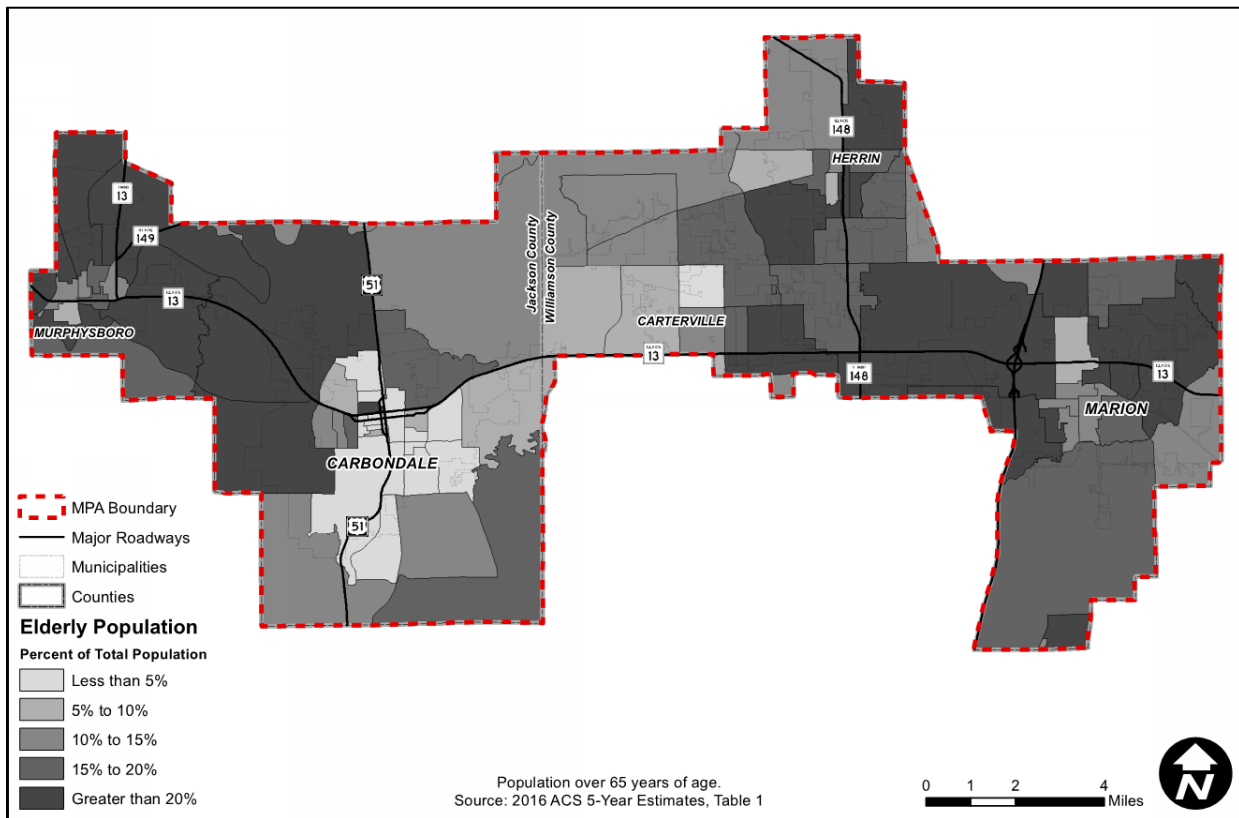 148
HERRIN
13
149
13
51
Jackson County
Williamson County
CARTERVILLE
MURPHYSBORO
ILLINOIS
13
148
13
MARION
CARBONDALE
51
MPA Boundary
Major Roadways
Municipalities
Counties
Elderly Population
Percent of Total Population
Less than 5%
5% to 10%
10% to 15%
15% to 20%
Greater than 20%
Population over 65 years of age.
Source: 2016 ACS 5-Year Estimates, Table 1
0 1 2 4
Miles
N